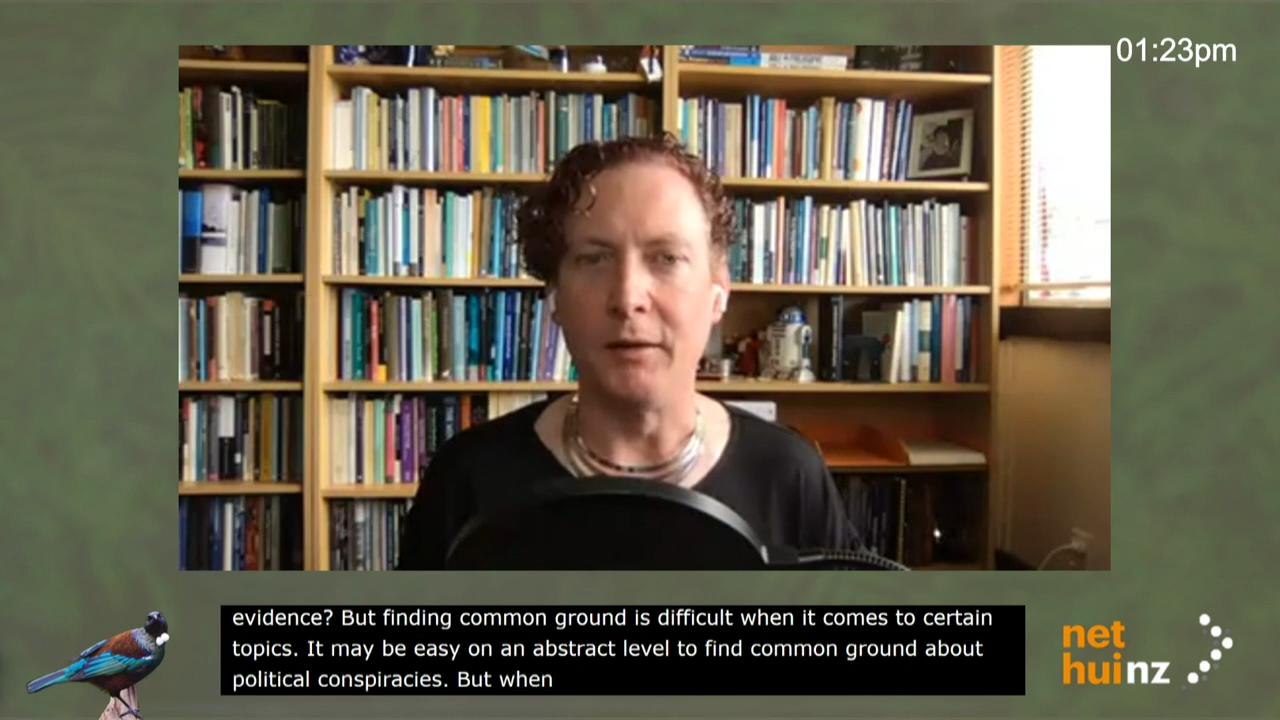 01:23pm
evidence? But finding common ground is difficult when it comes to certain
topics. It may be easy on an abstract level to find common ground about
political conspiracies. But when
net
huinz